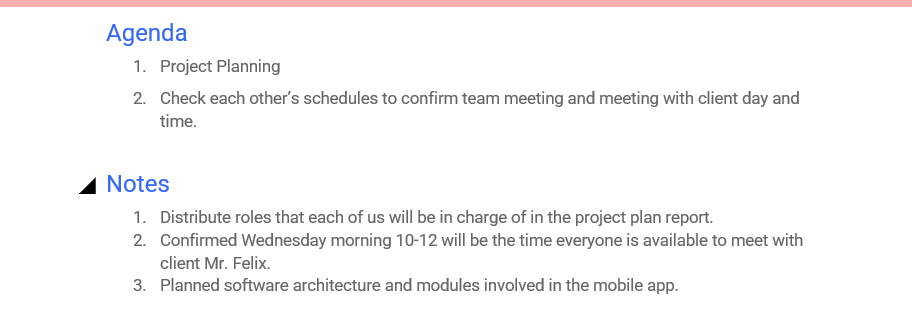 Agenda
1. Project Planning
2. Check each other’s schedules to confirm team meeting and meeting with client day and
time.
Notes
1. Distribute roles that each of us will be in charge of in the project plan report.
2. Confirmed Wednesday morning 10-12 will be the time everyone is available to meet with
client Mr. Felix.
3. Planned software architecture and modules involved in the mobile app.